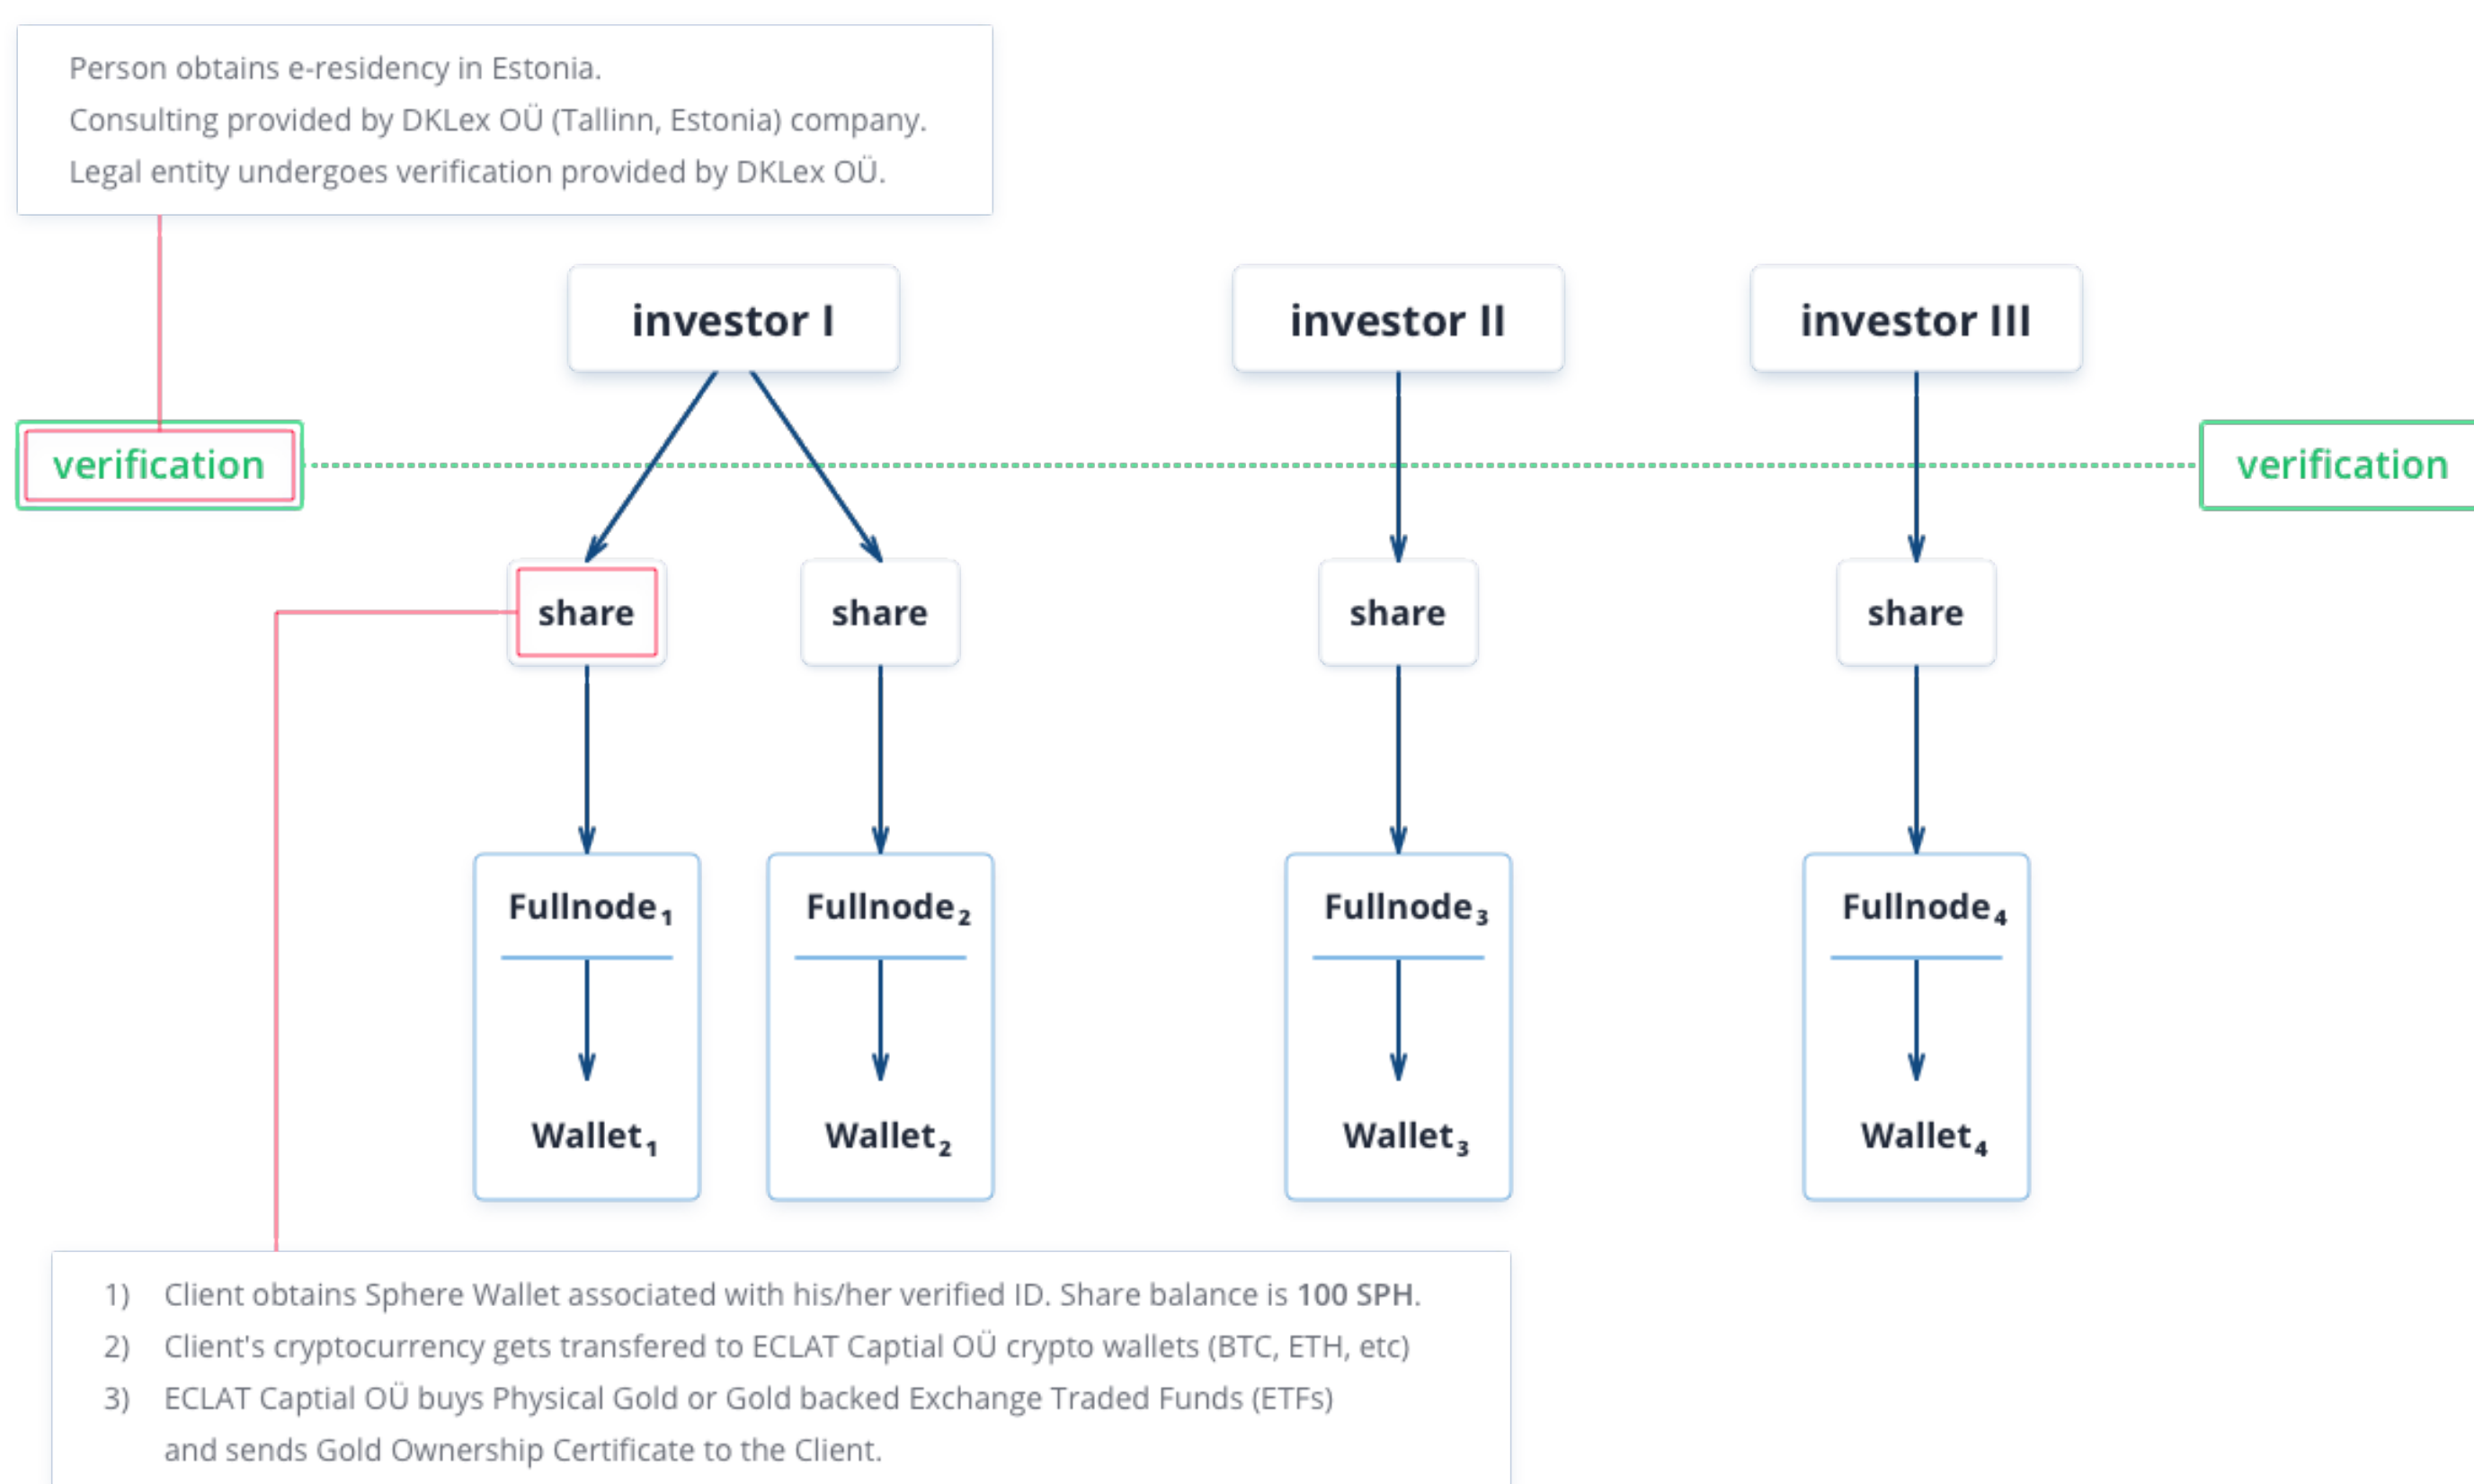 Person obtains e-residency in Estonia.
Consulting provided by DKLex OÜ (Tallinn, Estonia) company.
Legal entity undergoes verification provided by DKLex OÜ.
investor I
investor II
investor III
verification
verification
share
share
share
share
Fullnode₁
Fullnode₂
Fullnode₃
Fullnode₄
Wallet₁
Wallet₂
Wallet₃
Wallet₄
1) Client obtains Sphere Wallet associated with his/her verified ID. Share balance is 100 SPH.
2) Client's cryptocurrency gets transfered to ECLAT Captial OÜ crypto wallets (BTC, ETH, etc)
3) ECLAT Captial OÜ buys Physical Gold or Gold backed Exchange Traded Funds (ETFs)
and sends Gold Ownership Certificate to the Client.